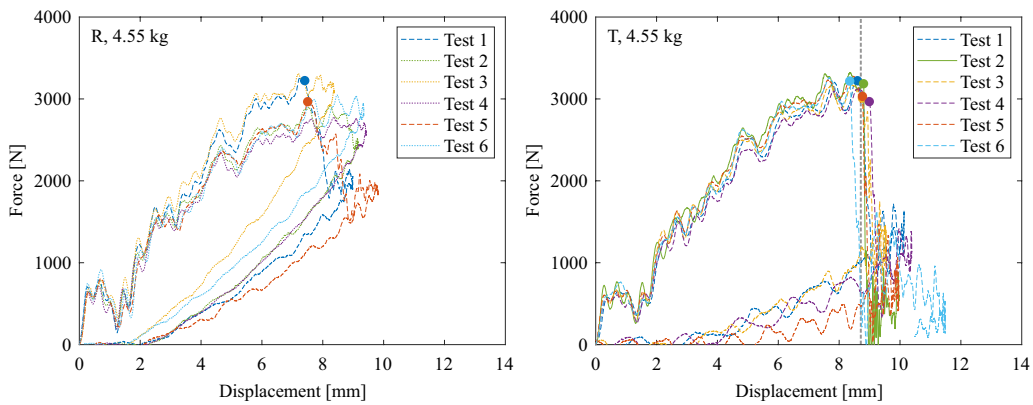 R, 4.55 kg
Test 1
Test 2
Test 3
Test 4
Test 5
Test 6
Force [N]
4000
3000
2000
1000
0
0 2 4 6 8 10 12 14
Displacement [mm]
T, 4.55 kg
Test 1
Test 2
Test 3
Test 4
Test 5
Test 6
Force [N]
4000
3000
2000
1000
0
0 2 4 6 8 10 12 14
Displacement [mm]